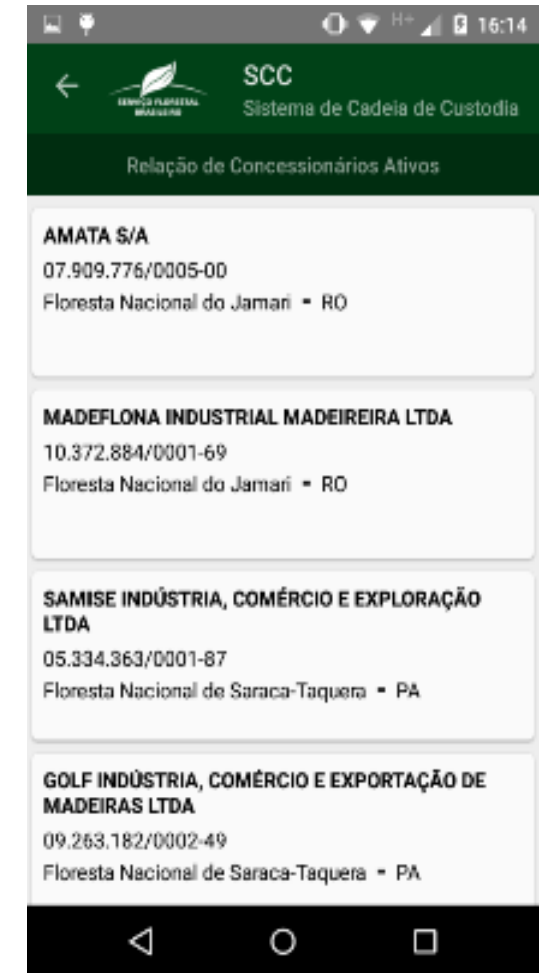 H+ 16:14
SCC
SERVIÇO FLORESTAL
BRASILEIRO
Sistema de Cadeia de Custodia
Relação de Concessionários Ativos
AMATA S/A
07.909.776/0005-00
Floresta Nacional do Jamari - RO
MADEFLONA INDUSTRIAL MADEIREIRA LTDA
10.372.884/0001-69
Floresta Nacional do Jamari - RO
SAMISE INDÚSTRIA, COMÉRCIO E EXPLORAÇÃO
LTDA
05.334.363/0001-87
Floresta Nacional de Saraca-Taquera - PA
GOLF INDÚSTRIA, COMÉRCIO E EXPORTAÇÃO DE
MADEIRAS LTDA
09.263.182/0002-49
Floresta Nacional de Saraca-Taquera - PA